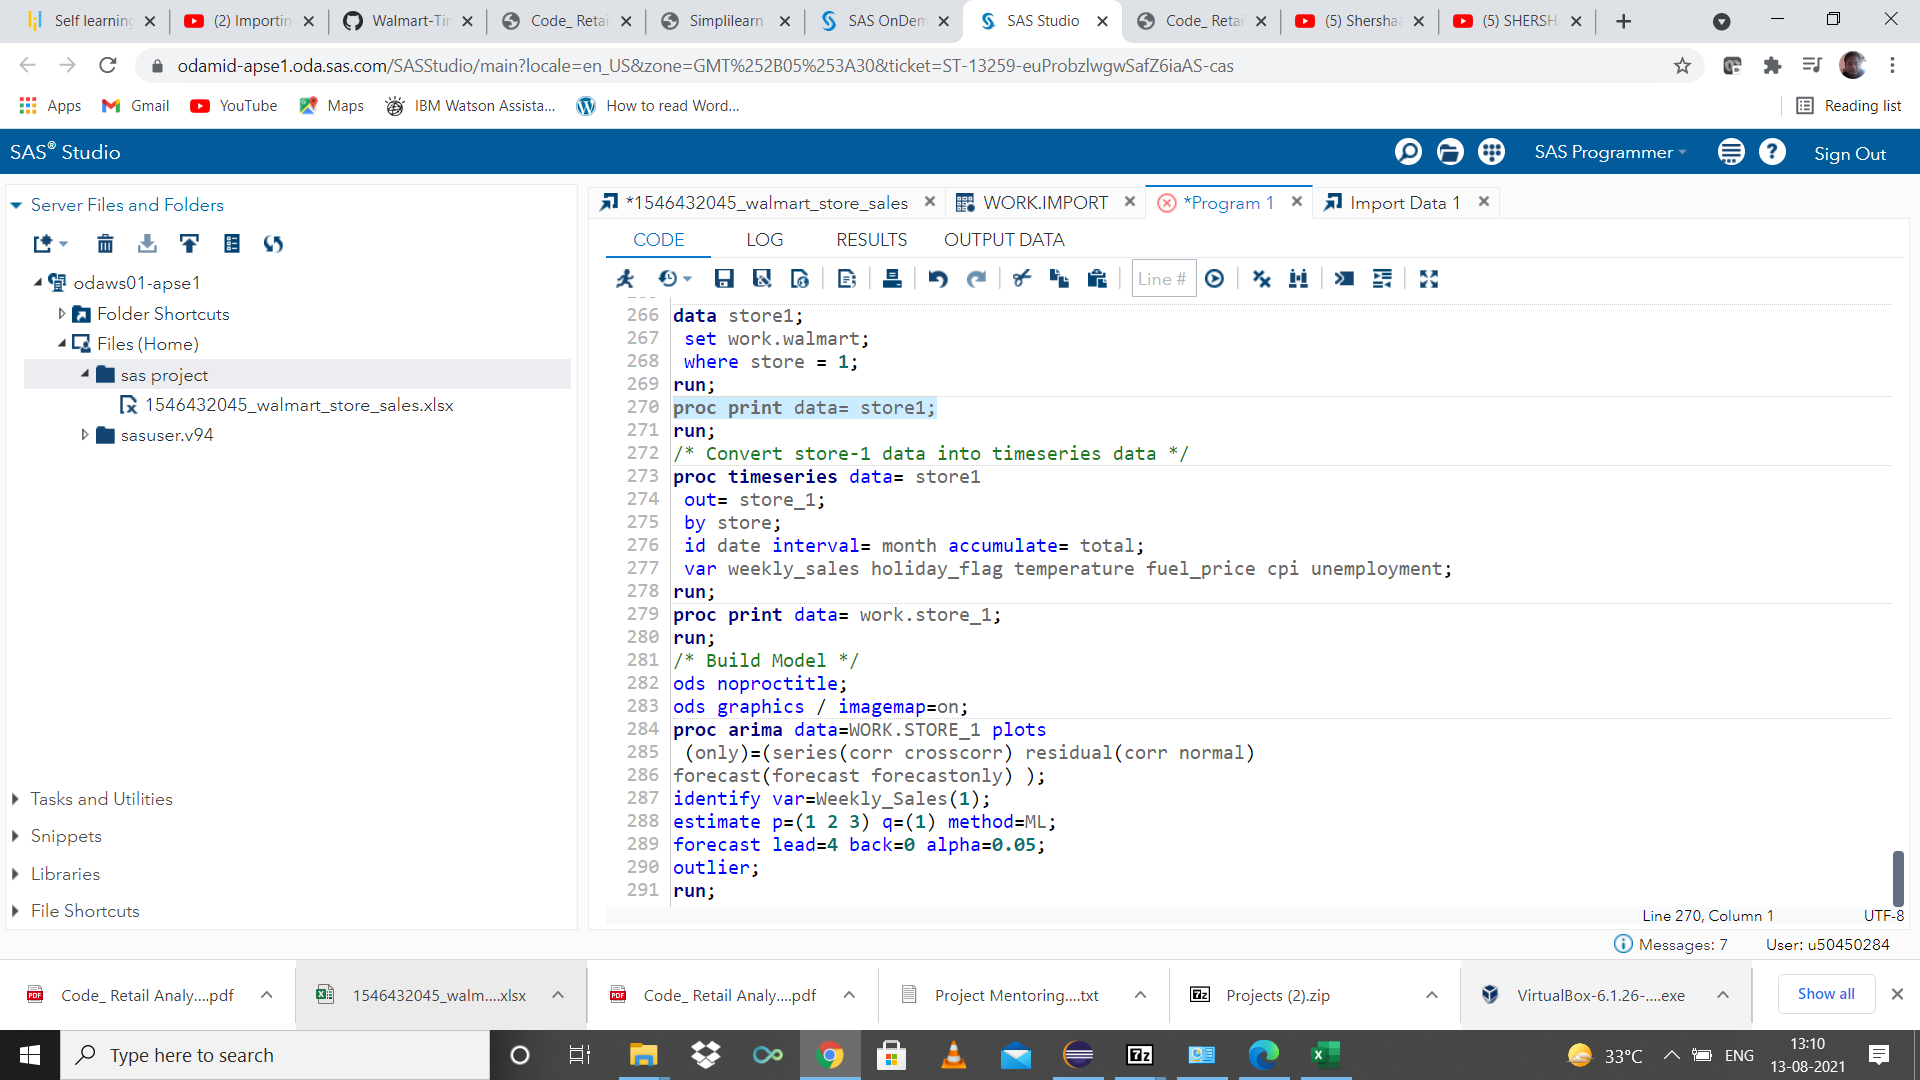 Self learning
(2) Importin
Walmart-Tir
Code_ Retai
Simplilearn
SAS OnDem
SAS Studio
Code_ Retai
(5) Shersha
(5) SHERSH
odamid-apse1.oda.sas.com/SASStudio/main?locale=en_US&zone=GMT%252B05%253A30&ticket=ST-13259-euProbzlwgwSafZ6iaAS-cas
Apps
Gmail
YouTube
Maps
IBM Watson Assista...
How to read Word...
Reading list
SAS® Studio
SAS Programmer
Sign Out
Server Files and Folders
odaws01-apse1
Folder Shortcuts
Files (Home)
sas project
1546432045_walmart_store_sales.xlsx
sasuser.v94
Tasks and Utilities
Snippets
Libraries
File Shortcuts
*1546432045_walmart_store_sales
WORK.IMPORT
*Program 1
Import Data 1
CODE
LOG
RESULTS
OUTPUT DATA
Line #
266 data store1;
267 set work.walmart;
268 where store = 1;
269 run;
270 proc print data= store1;
271 run;
272 /* Convert store-1 data into timeseries data */
273 proc timeseries data= store1
274 out= store_1;
275 by store;
276 id date interval= month accumulate= total;
277 var weekly_sales holiday_flag temperature fuel_price cpi unemployment;
278 run;
279 proc print data= work.store_1;
280 run;
281 /* Build Model */
282 ods noproctitle;
283 ods graphics / imagemap=on;
284 proc arima data=WORK.STORE_1 plots
285 (only)=(series(corr crosscorr) residual(corr normal)
286 forecast(forecast forecastonly) );
287 identify var=Weekly_Sales(1);
288 estimate p=(1 2 3) q=(1) method=ML;
289 forecast lead=4 back=0 alpha=0.05;
290 outlier;
291 run;
Line 270, Column 1
UTF-8
Messages: 7
User: u50450284
Code_ Retail Analy....pdf
1546432045_walm....xlsx
Code_ Retail Analy....pdf
Project Mentoring....txt
Projects (2).zip
VirtualBox-6.1.26-....exe
Show all
Type here to search
33°C
ENG
13:10
13-08-2021